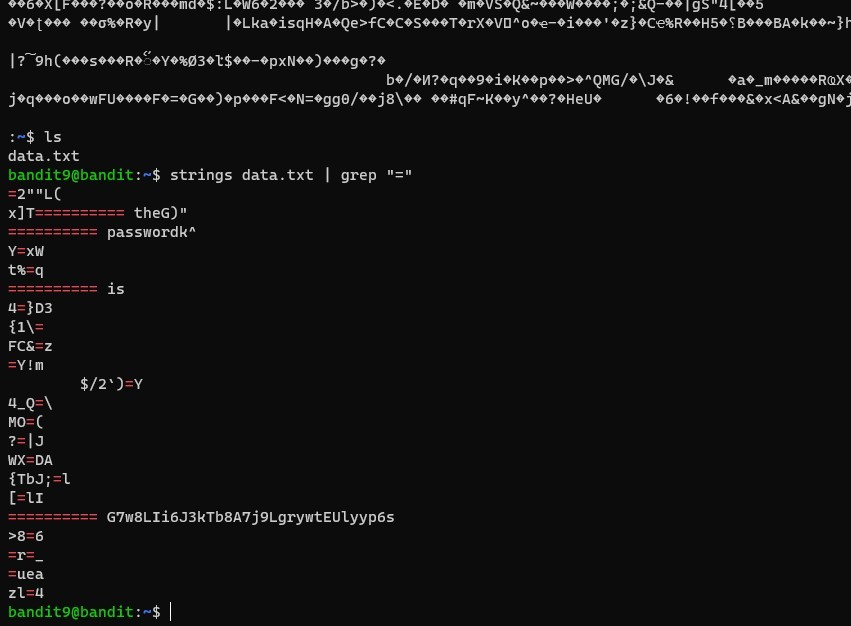 :~$ ls
data.txt
bandit9@bandit:~$ strings data.txt | grep "="
=2""L(
x]T========== theG)"
========== passwordk^
Y=xW
t%=q
========== is
4=}D3
{1\=
FC&=z
=Y!m
$/2`)=Y
4_Q=\
MO=(
?=|J
WX=DA
{TbJ;=l
[=lI
========== G7w8LIi6J3kTb8A7j9LgrywtEUlyyp6s
>8=6
=r=_
=uea
zl=4
bandit9@bandit:~$